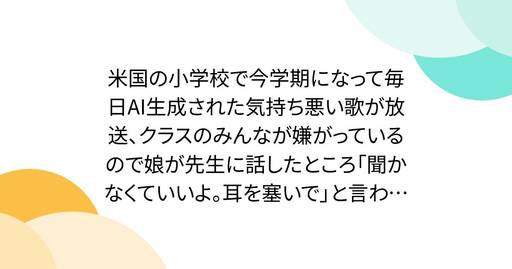 米国の小学校で今学期になって毎
日AI生成された気持ち悪い歌が放
送、クラスのみんなが嫌がっている
ので娘が先生に話したところ「聞か
なくていいよ。耳を塞いで」と言わ…